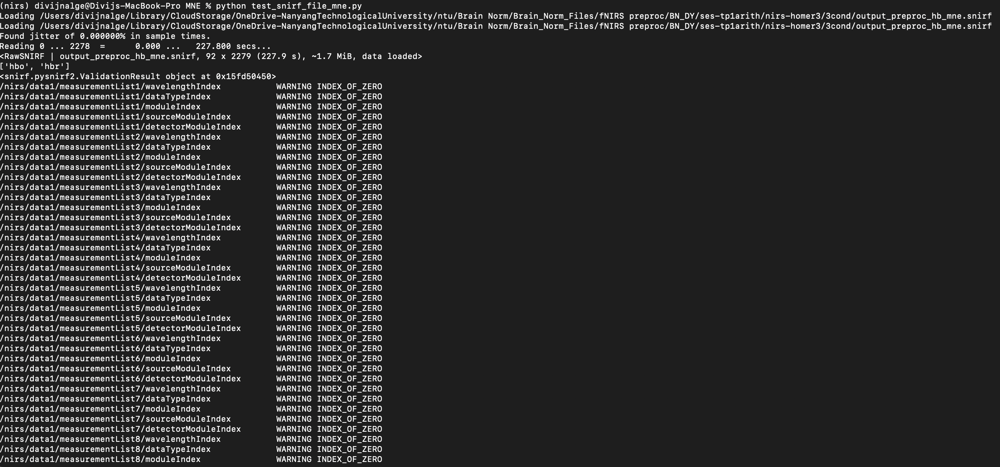 (nirs) divijnalge@Divijs-MacBook-Pro MNE % python test_snirf_file_mne.py
Loading /Users/divijnalge/Library/CloudStorage/OneDrive-NanyangTechnologicalUniversity/ntu/Brain Norm/Brain_Norm_Files/fNIRS preproc/BN_DY/ses-tp1arith/nirs-homer3/3cond/output_preproc_hb_mne.snirf
Loading /Users/divijnalge/Library/CloudStorage/OneDrive-NanyangTechnologicalUniversity/ntu/Brain Norm/Brain_Norm_Files/fNIRS preproc/BN_DY/ses-tp1arith/nirs-homer3/3cond/output_preproc_hb_mne.snirf
Found jitter of 0.000000% in sample times.
Reading 0 ... 2278  =      0.000 ...   227.800 secs...
<RawSNIRF | output_preproc_hb_mne.snirf, 92 x 2279 (227.9 s), ~1.7 MiB, data loaded>
['hbo', 'hbr']
<snirf.pysnirf2.ValidationResult object at 0x15fd50450>
/nirs/data1/measurementList1/wavelengthIndex           WARNING INDEX_OF_ZERO
/nirs/data1/measurementList1/dataTypeIndex             WARNING INDEX_OF_ZERO
/nirs/data1/measurementList1/moduleIndex               WARNING INDEX_OF_ZERO
/nirs/data1/measurementList1/sourceModuleIndex         WARNING INDEX_OF_ZERO
/nirs/data1/measurementList1/detectorModuleIndex       WARNING INDEX_OF_ZERO
/nirs/data1/measurementList2/wavelengthIndex           WARNING INDEX_OF_ZERO
/nirs/data1/measurementList2/dataTypeIndex             WARNING INDEX_OF_ZERO
/nirs/data1/measurementList2/moduleIndex               WARNING INDEX_OF_ZERO
/nirs/data1/measurementList2/sourceModuleIndex         WARNING INDEX_OF_ZERO
/nirs/data1/measurementList2/detectorModuleIndex       WARNING INDEX_OF_ZERO
/nirs/data1/measurementList3/wavelengthIndex           WARNING INDEX_OF_ZERO
/nirs/data1/measurementList3/dataTypeIndex             WARNING INDEX_OF_ZERO
/nirs/data1/measurementList3/moduleIndex               WARNING INDEX_OF_ZERO
/nirs/data1/measurementList3/sourceModuleIndex         WARNING INDEX_OF_ZERO
/nirs/data1/measurementList3/detectorModuleIndex       WARNING INDEX_OF_ZERO
/nirs/data1/measurementList4/wavelengthIndex           WARNING INDEX_OF_ZERO
/nirs/data1/measurementList4/dataTypeIndex             WARNING INDEX_OF_ZERO
/nirs/data1/measurementList4/moduleIndex               WARNING INDEX_OF_ZERO
/nirs/data1/measurementList4/sourceModuleIndex         WARNING INDEX_OF_ZERO
/nirs/data1/measurementList4/detectorModuleIndex       WARNING INDEX_OF_ZERO
/nirs/data1/measurementList5/wavelengthIndex           WARNING INDEX_OF_ZERO
/nirs/data1/measurementList5/dataTypeIndex             WARNING INDEX_OF_ZERO
/nirs/data1/measurementList5/moduleIndex               WARNING INDEX_OF_ZERO
/nirs/data1/measurementList5/sourceModuleIndex         WARNING INDEX_OF_ZERO
/nirs/data1/measurementList5/detectorModuleIndex       WARNING INDEX_OF_ZERO
/nirs/data1/measurementList6/wavelengthIndex           WARNING INDEX_OF_ZERO
/nirs/data1/measurementList6/dataTypeIndex             WARNING INDEX_OF_ZERO
/nirs/data1/measurementList6/moduleIndex               WARNING INDEX_OF_ZERO
/nirs/data1/measurementList6/sourceModuleIndex         WARNING INDEX_OF_ZERO
/nirs/data1/measurementList6/detectorModuleIndex       WARNING INDEX_OF_ZERO
/nirs/data1/measurementList7/wavelengthIndex           WARNING INDEX_OF_ZERO
/nirs/data1/measurementList7/dataTypeIndex             WARNING INDEX_OF_ZERO
/nirs/data1/measurementList7/moduleIndex               WARNING INDEX_OF_ZERO
/nirs/data1/measurementList7/sourceModuleIndex         WARNING INDEX_OF_ZERO
/nirs/data1/measurementList7/detectorModuleIndex       WARNING INDEX_OF_ZERO
/nirs/data1/measurementList8/wavelengthIndex           WARNING INDEX_OF_ZERO
/nirs/data1/measurementList8/dataTypeIndex             WARNING INDEX_OF_ZERO
/nirs/data1/measurementList8/moduleIndex               WARNING INDEX_OF_ZERO